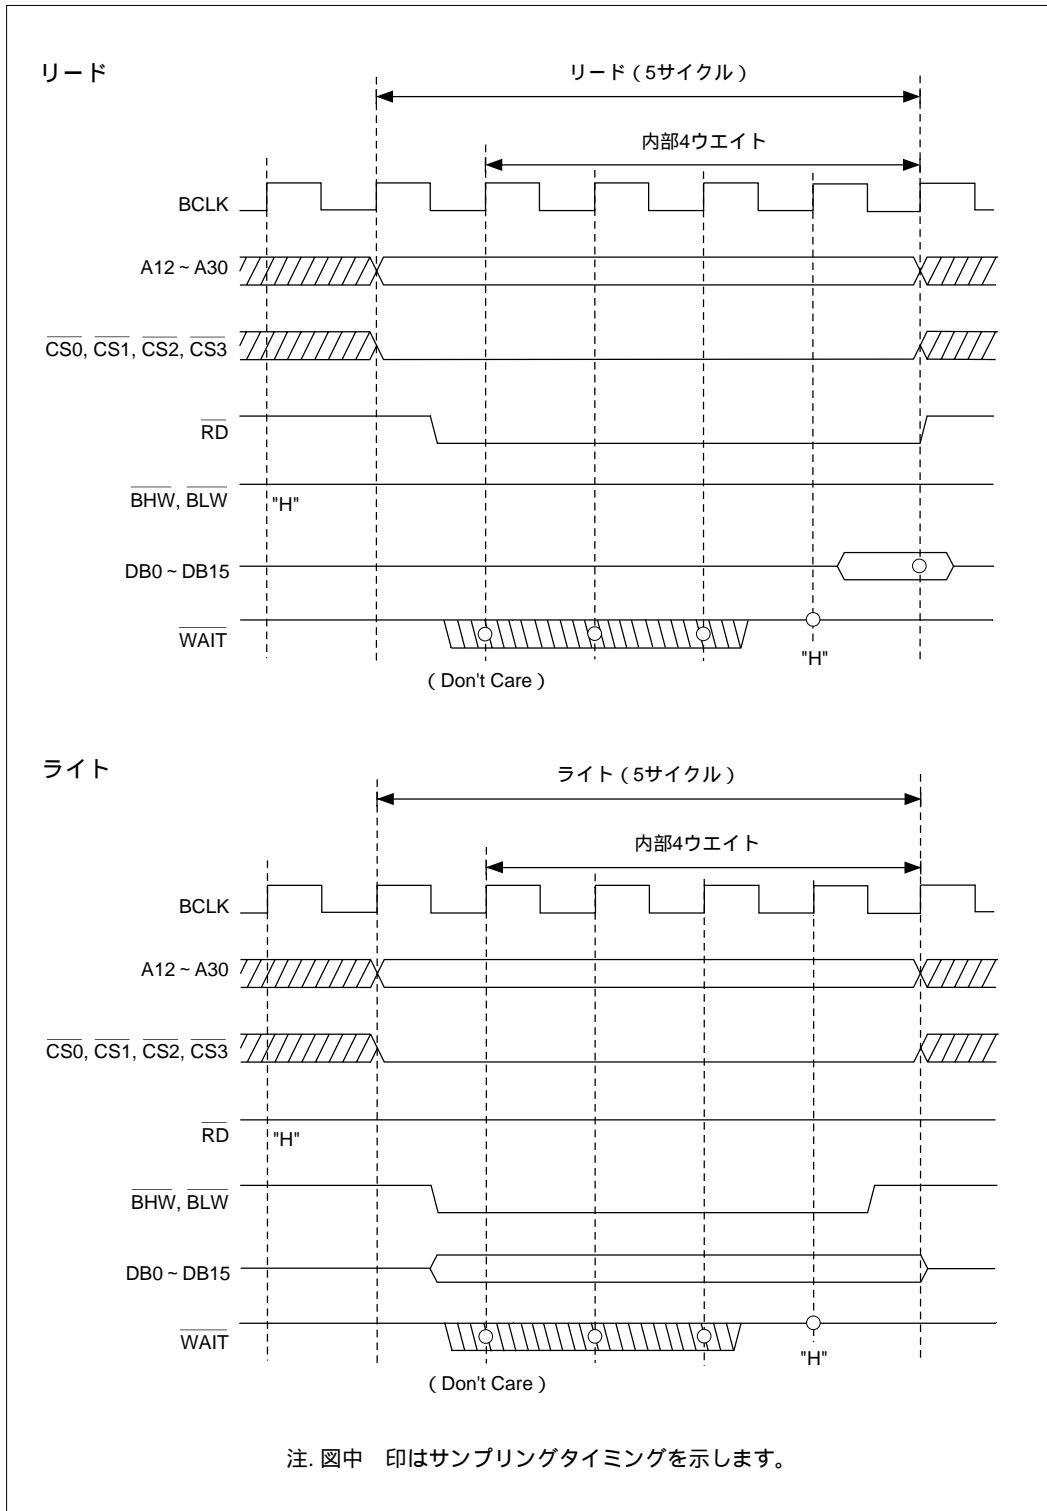 リード
リード（5サイクル）
内部4ウエイト
BCLK
A12～A30
CS0, CS1, CS2, CS3
RD
BHW, BLW
"H"
DB0～DB15
WAIT
"H"
（Don't Care）
ライト
ライト（5サイクル）
内部4ウエイト
BCLK
A12～A30
CS0, CS1, CS2, CS3
RD
"H"
BHW, BLW
DB0～DB15
WAIT
"H"
（Don't Care）
注. 図中　印はサンプリングタイミングを示します。